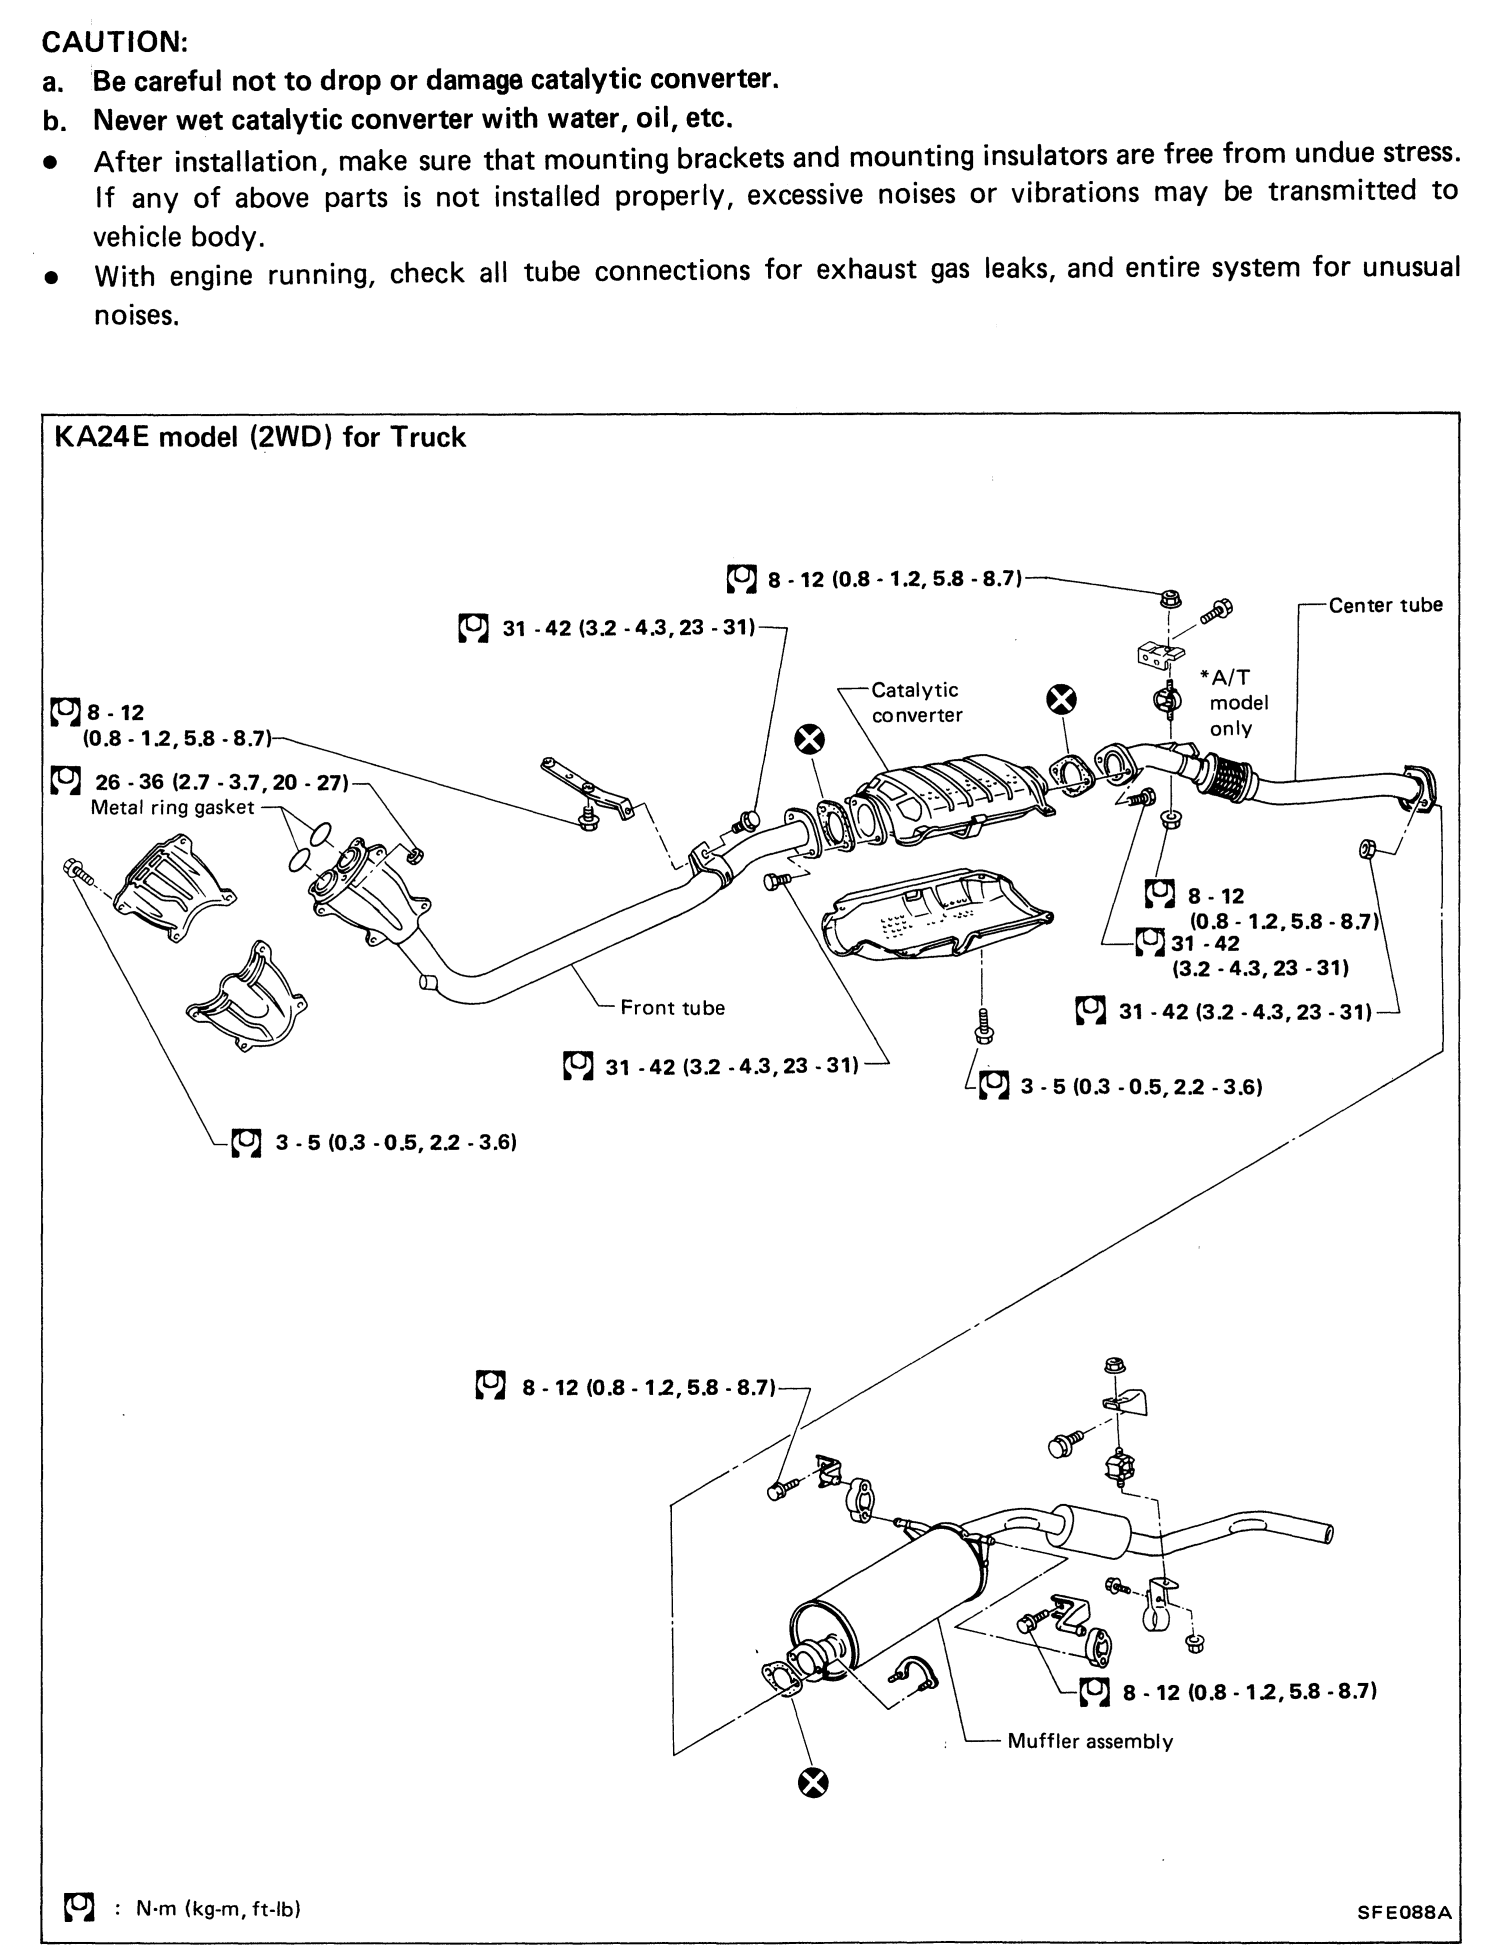 CAUTION:
a. Be careful not to drop or damage catalytic converter.
b. Never wet catalytic converter with water, oil, etc.
● After installation, make sure that mounting brackets and mounting insulators are free from undue stress.
If any of above parts is not installed properly, excessive noises or vibrations may be transmitted to
vehicle body.
● With engine running, check all tube connections for exhaust gas leaks, and entire system for unusual
noises.
KA24E model (2WD) for Truck
8 - 12 (0.8 - 1.2, 5.8 - 8.7)
Center tube
31 - 42 (3.2 - 4.3, 23 - 31)
*A/T
model
only
Catalytic
converter
8 - 12
(0.8 - 1.2, 5.8 - 8.7)
26 - 36 (2.7 - 3.7, 20 - 27)
Metal ring gasket
8 - 12
(0.8 - 1.2, 5.8 - 8.7)
31 - 42
(3.2 - 4.3, 23 - 31)
Front tube
31 - 42 (3.2 - 4.3, 23 - 31)
31 - 42 (3.2 - 4.3, 23 - 31)
3 - 5 (0.3 - 0.5, 2.2 - 3.6)
3 - 5 (0.3 - 0.5, 2.2 - 3.6)
8 - 12 (0.8 - 1.2, 5.8 - 8.7)
8 - 12 (0.8 - 1.2, 5.8 - 8.7)
Muffler assembly
: N·m (kg-m, ft-lb)
SFE088A